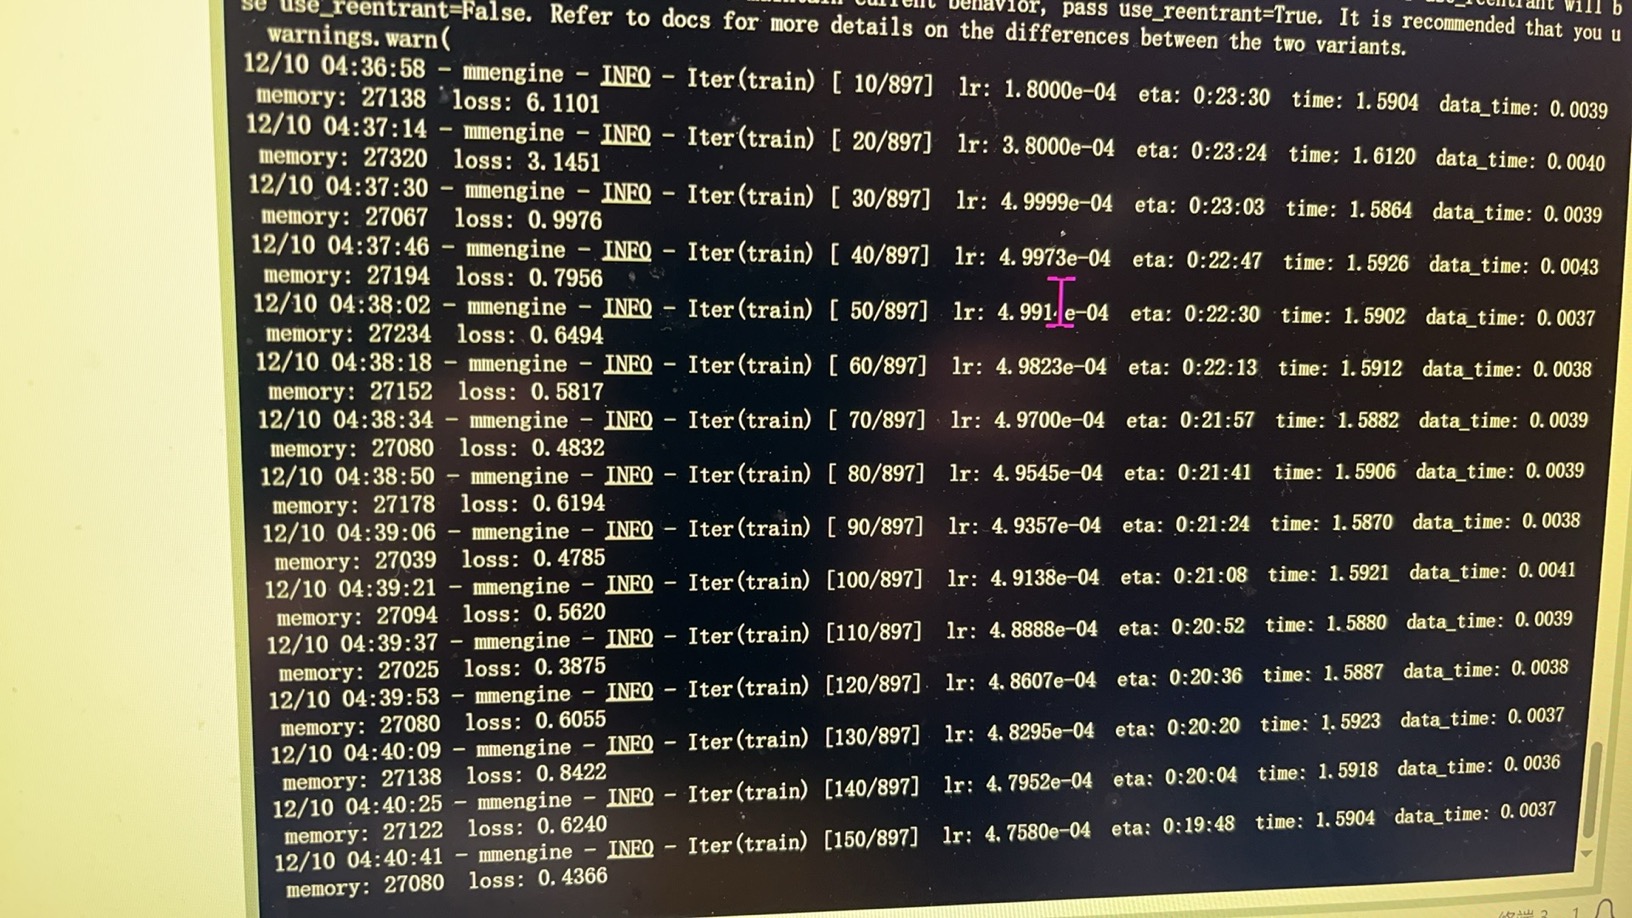 behavior, pass use_reentrant=True. It is recommended that you u
se use_reentrant=False. Refer to docs for more details on the differences between the two variants.
warnings.warn(
12/10 04:36:58 - mmengine - INFO - Iter(train) [ 10/897] lr: 1.8000e-04 eta: 0:23:30 time: 1.5904 data_time: 0.0039
memory: 27138 loss: 6.1101
12/10 04:37:14 - mmengine - INFO - Iter(train) [ 20/897] lr: 3.8000e-04 eta: 0:23:24 time: 1.6120 data_time: 0.0040
memory: 27320 loss: 3.1451
12/10 04:37:30 - mmengine - INFO - Iter(train) [ 30/897] lr: 4.9999e-04 eta: 0:23:03 time: 1.5864 data_time: 0.0039
memory: 27067 loss: 0.9976
12/10 04:37:46 - mmengine - INFO - Iter(train) [ 40/897] lr: 4.9973e-04 eta: 0:22:47 time: 1.5926 data_time: 0.0043
memory: 27194 loss: 0.7956
12/10 04:38:02 - mmengine - INFO - Iter(train) [ 50/897] lr: eta: 0:22:30 time: 1.5902 data_time: 0.0037
memory: 27234 loss: 0.6494
12/10 04:38:18 - mmengine - INFO - Iter(train) [ 60/897] lr: 4.9823e-04 eta: 0:22:13 time: 1.5912 data_time: 0.0038
memory: 27152 loss: 0.5817
12/10 04:38:34 - mmengine - INFO - Iter(train) [ 70/897] lr: 4.9700e-04 eta: 0:21:57 time: 1.5882 data_time: 0.0039
memory: 27080 loss: 0.4832
12/10 04:38:50 - mmengine - INFO - Iter(train) [ 80/897] lr: 4.9545e-04 eta: 0:21:41 time: 1.5906 data_time: 0.0039
memory: 27178 loss: 0.6194
12/10 04:39:06 - mmengine - INFO - Iter(train) [ 90/897] lr: 4.9357e-04 eta: 0:21:24 time: 1.5870 data_time: 0.0038
memory: 27039 loss: 0.4785
12/10 04:39:21 - mmengine - INFO - Iter(train) [100/897] lr: 4.9138e-04 eta: 0:21:08 time: 1.5921 data_time: 0.0041
memory: 27094 loss: 0.5620
12/10 04:39:37 - mmengine - INFO - Iter(train) [110/897] lr: 4.8888e-04 eta: 0:20:52 time: 1.5880 data_time: 0.0039
memory: 27025 loss: 0.3875
12/10 04:39:53 - mmengine - INFO - Iter(train) [120/897] lr: 4.8607e-04 eta: 0:20:36 time: 1.5887 data_time: 0.0038
memory: 27080 loss: 0.6055
12/10 04:40:09 - mmengine - INFO - Iter(train) [130/897] lr: 4.8295e-04 eta: 0:20:20 time: 1.5923 data_time: 0.0037
memory: 27138 loss: 0.8422
12/10 04:40:25 - mmengine - INFO - Iter(train) [140/897] lr: 4.7952e-04 eta: 0:20:04 time: 1.5918 data_time: 0.0036
memory: 27122 loss: 0.6240
12/10 04:40:41 - mmengine - INFO - Iter(train) [150/897] lr: 4.7580e-04 eta: 0:19:48 time: 1.5904 data_time: 0.0037
memory: 27080 loss: 0.4366